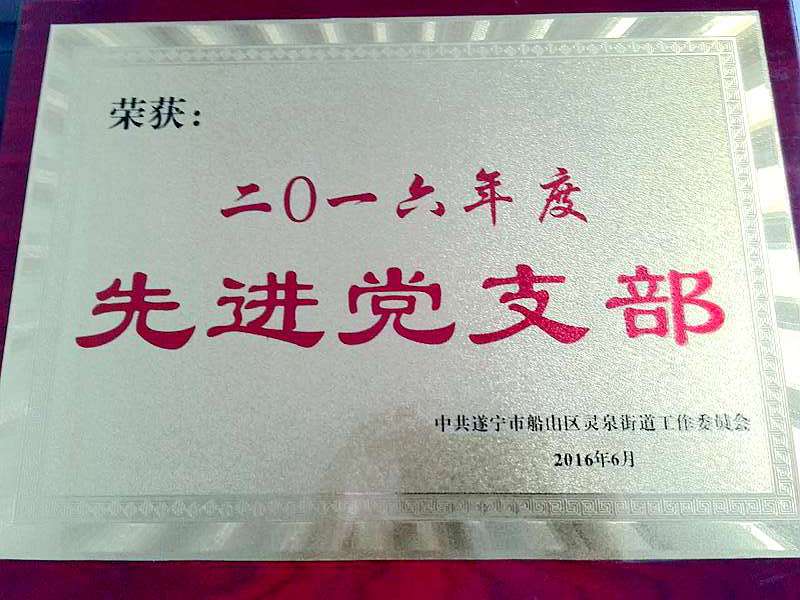 荣获：
二〇一六年度
先进党支部
中共遂宁市船山区灵泉街道工作委员会
2016年6月